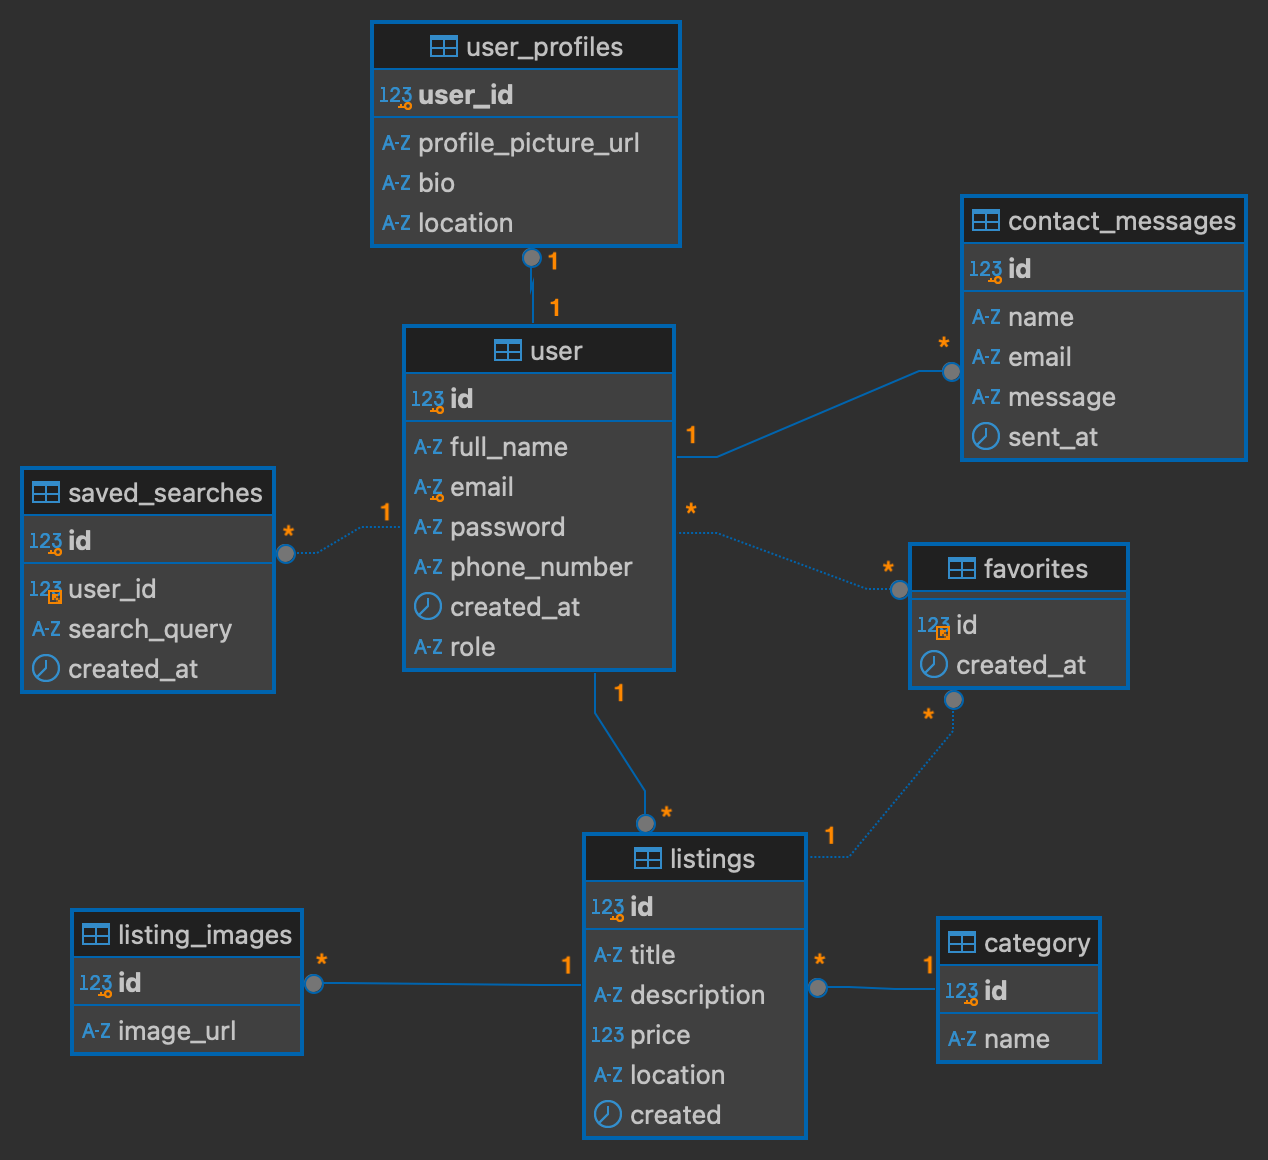 user_profiles
123 user_id
A-Z profile_picture_url
A-Z bio
A-Z location
1
1
contact_messages
123 id
A-Z name
A-Z email
A-Z message
sent_at
*
1
user
123 id
A-Z full_name
A-Z email
A-Z password
A-Z phone_number
created_at
A-Z role
saved_searches
123 id
123 user_id
A-Z search_query
created_at
*
1
*
*
favorites
123 id
created_at
*
1
1
*
listings
123 id
A-Z title
A-Z description
123 price
A-Z location
created
listing_images
123 id
A-Z image_url
*
1
*
1
category
123 id
A-Z name